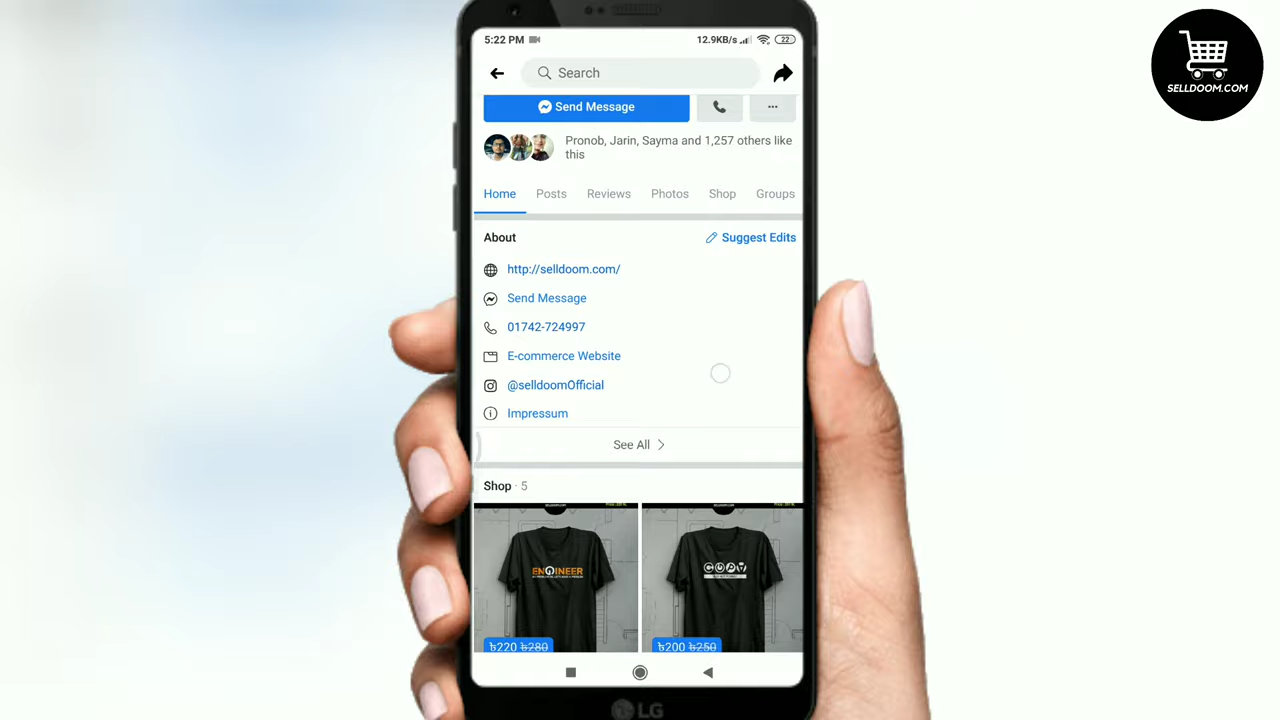 5:22 PM
12.9KB/s
22
SELLDOOM.COM
Search
Send Message
Pronob, Jarin, Sayma and 1,257 others like
this
Home Posts Reviews Photos Shop Groups
About
Suggest Edits
http://selldoom.com/
Send Message
01742-724997
E-commerce Website
@selldoomOfficial
Impressum
See All
Shop · 5
ENGINEER
COPY
৳220 ৳280
৳200 ৳250
LG